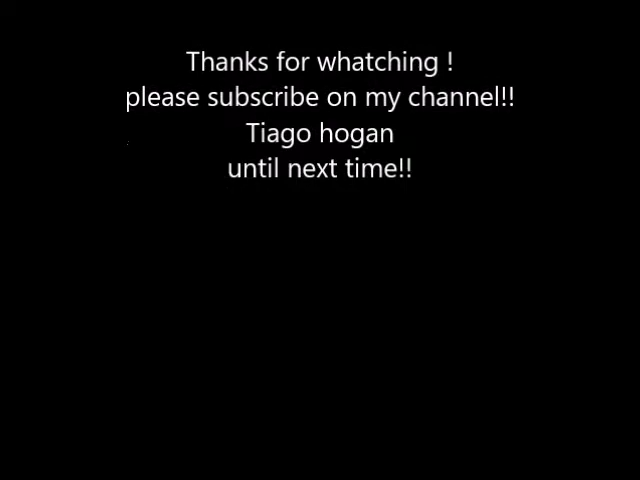 Thanks for whatching !
please subscribe on my channel!!
Tiago hogan
until next time!!